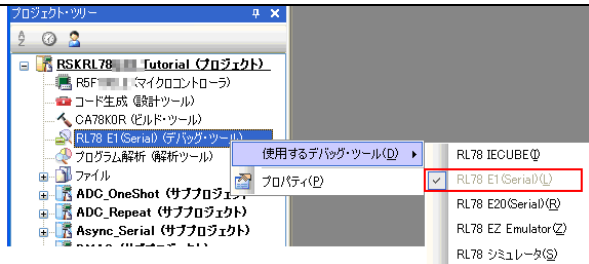 プロジェクト・ツリー
RSKRL78 Tutorial (プロジェクト)
R5F (マイクロコントローラ)
コード生成 (設計ツール)
CA78K0R (ビルド・ツール)
RL78 E1(Serial) (デバッグ・ツール)
プログラム解析 (解析ツール)
ファイル
ADC_OneShot (サブプロジェクト)
ADC_Repeat (サブプロジェクト)
Async_Serial (サブプロジェクト)
使用するデバッグ・ツール(D)
プロパティ(P)
RL78 IECUBE(I)
RL78 E1(Serial)(L)
RL78 E20(Serial)(R)
RL78 EZ Emulator(Z)
RL78 シミュレータ(S)